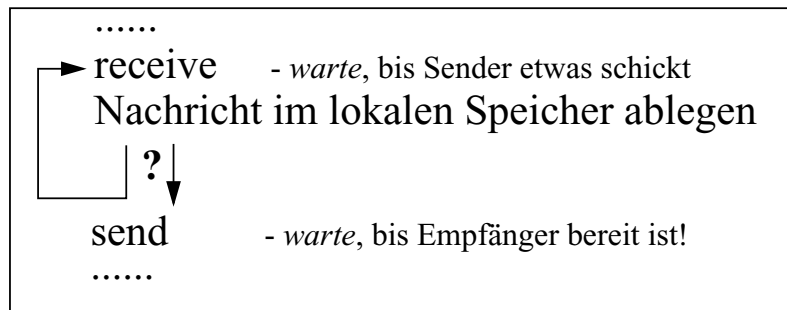 ......
receive - warte, bis Sender etwas schickt
Nachricht im lokalen Speicher ablegen
?
send - warte, bis Empfänger bereit ist!
......